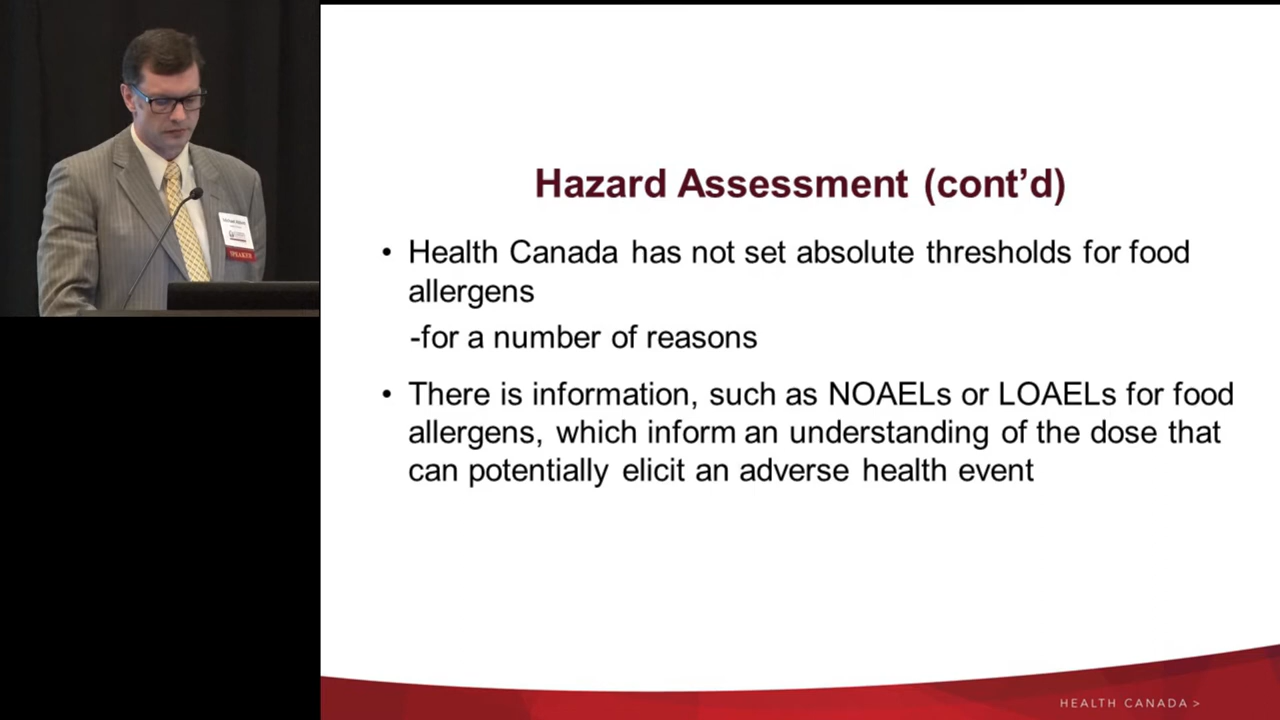 Hazard Assessment (cont’d)
• Health Canada has not set absolute thresholds for food
allergens
-for a number of reasons
• There is information, such as NOAELs or LOAELs for food
allergens, which inform an understanding of the dose that
can potentially elicit an adverse health event
HEALTH CANADA >
SPEAKER